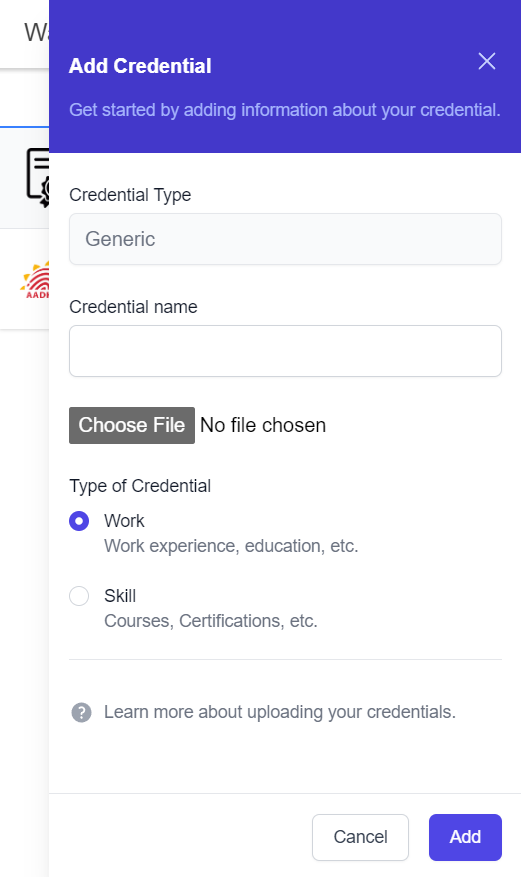 Add Credential
Get started by adding information about your credential.
Credential Type
Generic
Credential name
Choose File No file chosen
Type of Credential
Work
Work experience, education, etc.
Skill
Courses, Certifications, etc.
Learn more about uploading your credentials.
Cancel
Add